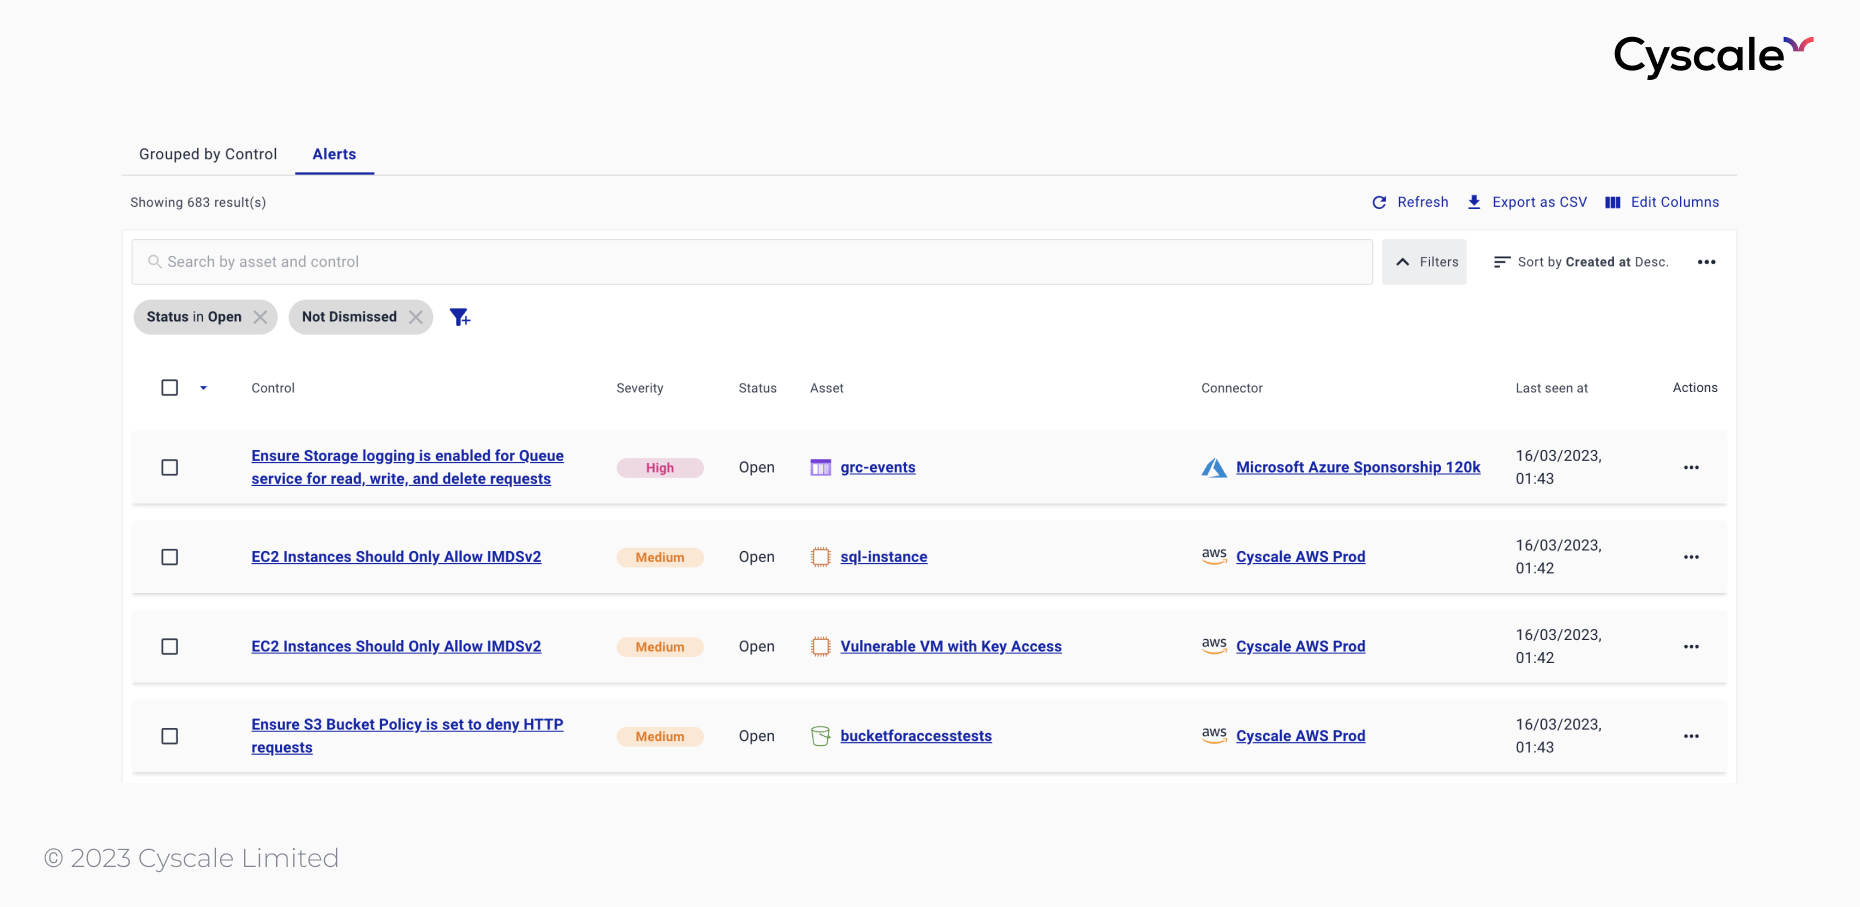 Cyscale
Grouped by Control Alerts
Showing 683 result(s) Refresh Export as CSV Edit Columns
Search by asset and control Filters Sort by Created at Desc.
Status in Open Not Dismissed
Control Severity Status Asset Connector Last seen at Actions
Ensure Storage logging is enabled for Queue
service for read, write, and delete requests
High Open grc-events Microsoft Azure Sponsorship 120k
16/03/2023,
01:43
EC2 Instances Should Only Allow IMDSv2 Medium Open sql-instance aws Cyscale AWS Prod
16/03/2023,
01:42
EC2 Instances Should Only Allow IMDSv2 Medium Open Vulnerable VM with Key Access aws Cyscale AWS Prod
16/03/2023,
01:42
Ensure S3 Bucket Policy is set to deny HTTP
requests
Medium Open bucketforaccesstests aws Cyscale AWS Prod
16/03/2023,
01:43
© 2023 Cyscale Limited